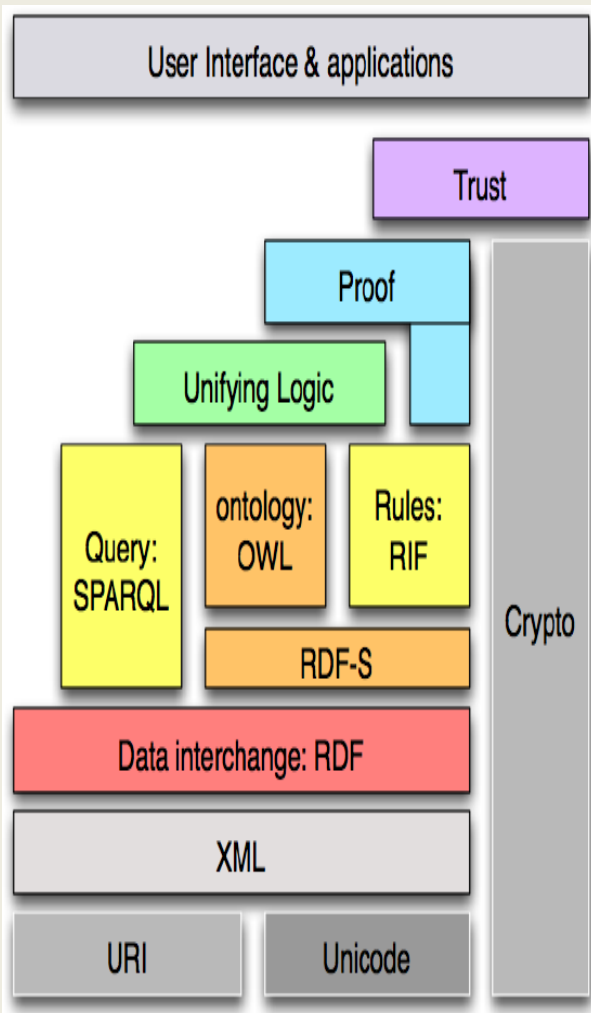 User Interface & applications
Trust
Proof
Unifying Logic
Query:
SPARQL
ontology:
OWL
Rules:
RIF
Crypto
RDF-S
Data interchange: RDF
XML
URI
Unicode